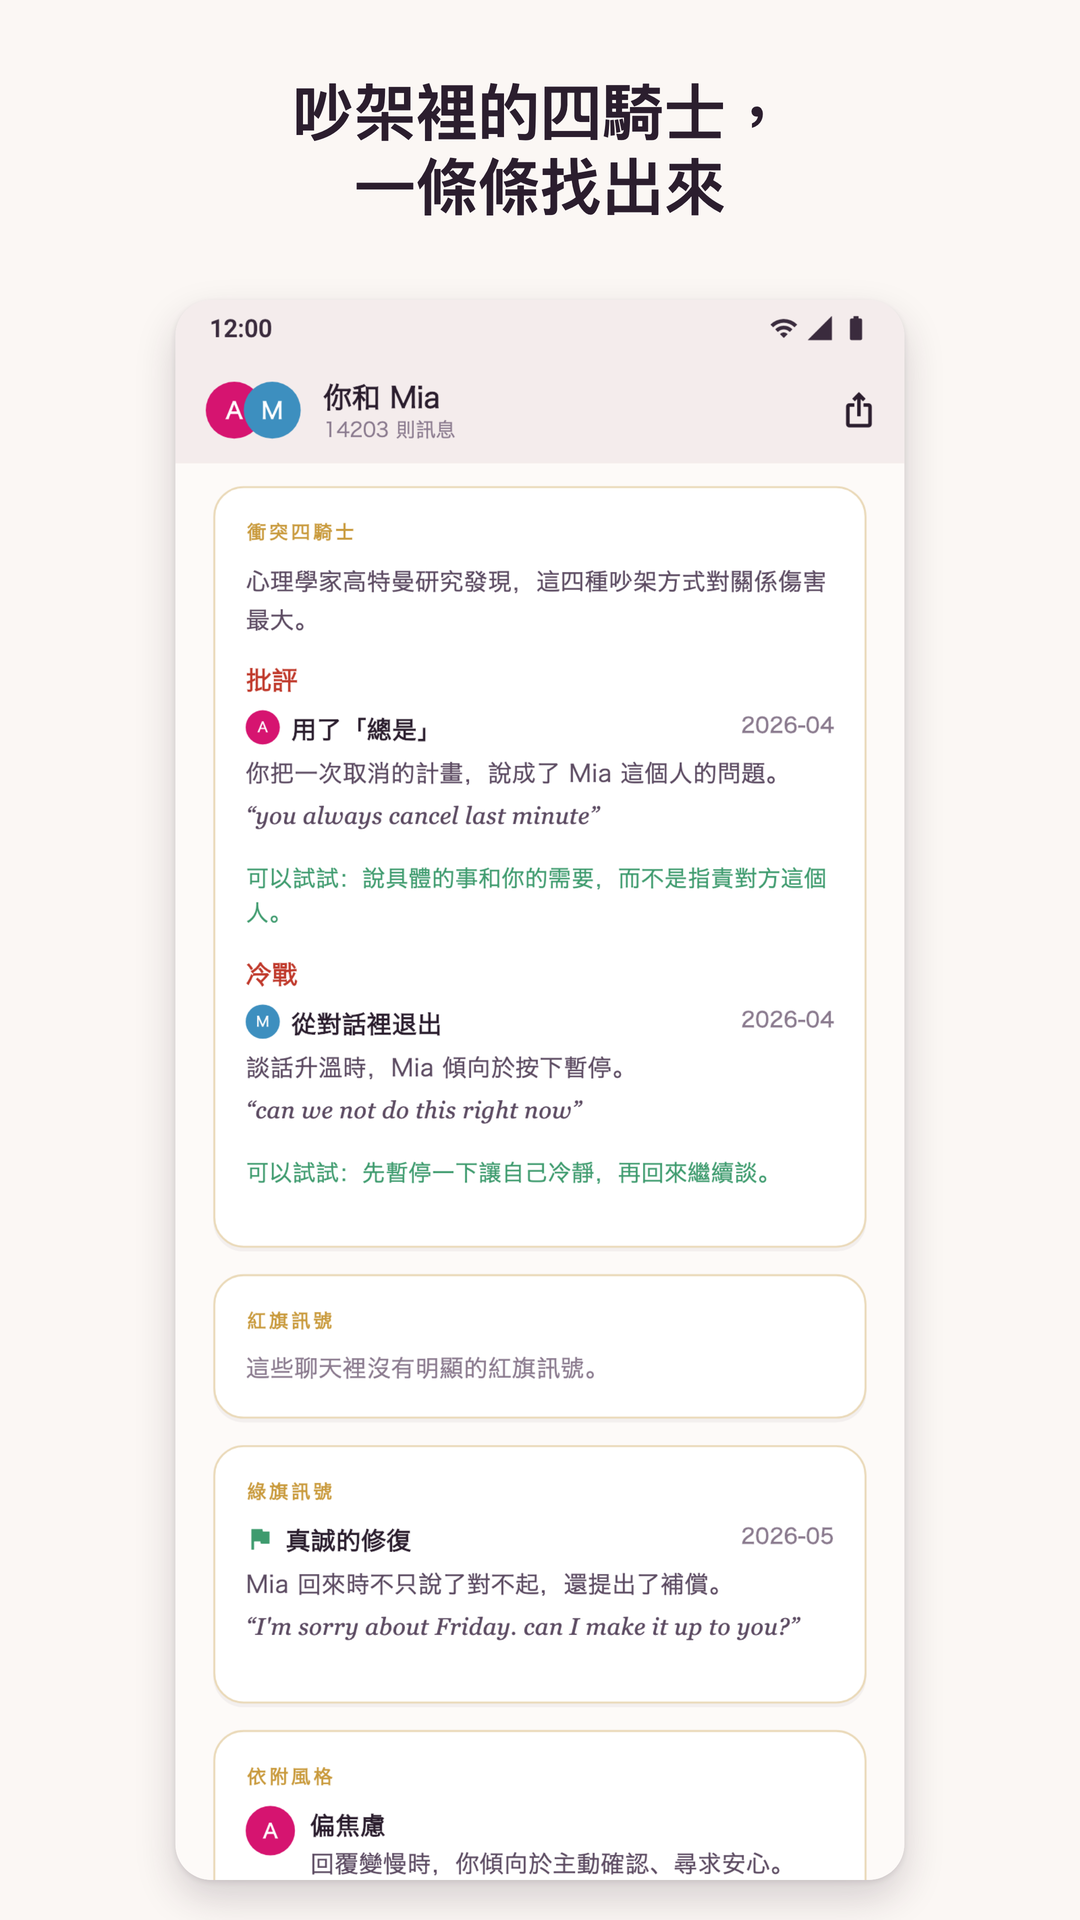 吵架裡的四騎士，
一條條找出來
12:00
A M 你和 Mia
14203 則訊息
衝突四騎士
心理學家高特曼研究發現，這四種吵架方式對關係傷害
最大。
批評
A 用了「總是」 2026-04
你把一次取消的計畫，說成了 Mia 這個人的問題。
“you always cancel last minute”
可以試試：說具體的事和你的需要，而不是指責對方這個
人。
冷戰
M 從對話裡退出 2026-04
談話升溫時，Mia 傾向於按下暫停。
“can we not do this right now”
可以試試：先暫停一下讓自己冷靜，再回來繼續談。
紅旗訊號
這些聊天裡沒有明顯的紅旗訊號。
綠旗訊號
真誠的修復 2026-05
Mia 回來時不只說了對不起，還提出了補償。
“I'm sorry about Friday. can I make it up to you?”
依附風格
A 偏焦慮
回覆變慢時，你傾向於主動確認、尋求安心。